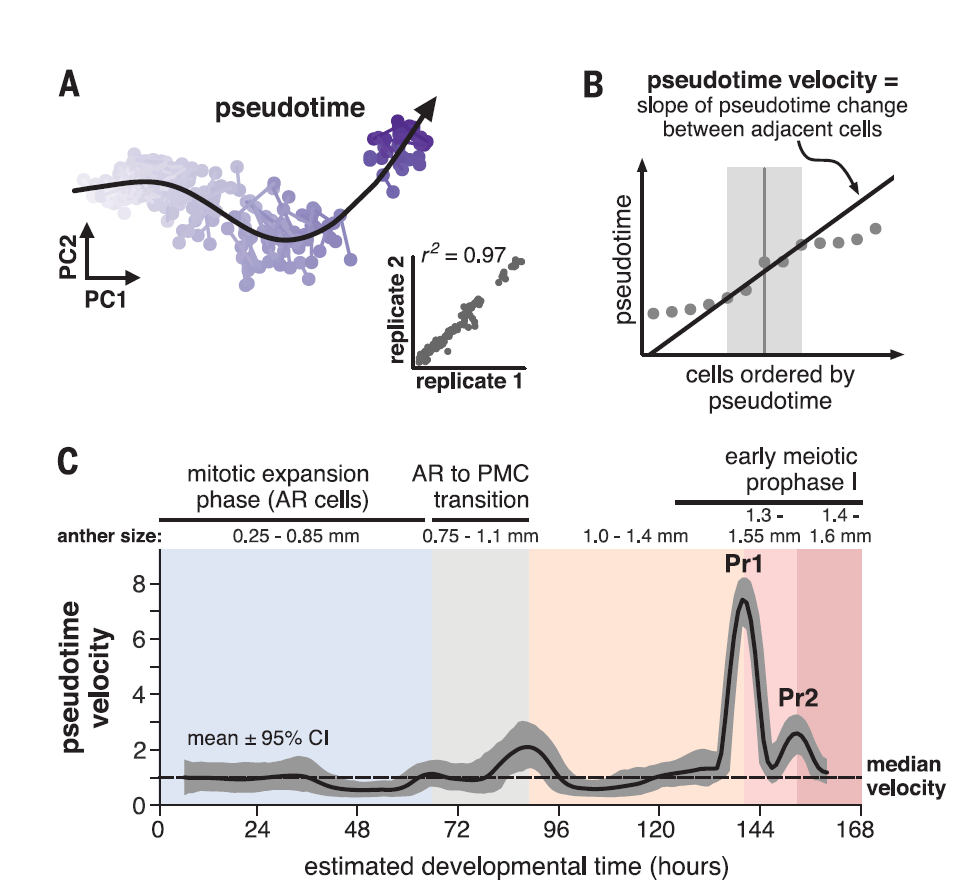 A
pseudotime
PC2
PC1
r² = 0.97
replicate 2
replicate 1
B
pseudotime velocity =
slope of pseudotime change
between adjacent cells
pseudotime
cells ordered by
pseudotime
C
mitotic expansion
phase (AR cells)
AR to PMC
transition
early meiotic
prophase I
anther size:
0.25 - 0.85 mm
0.75 - 1.1 mm
1.0 - 1.4 mm
1.3 -
1.55 mm
1.4 -
1.6 mm
Pr1
Pr2
pseudotime
velocity
8
6
4
2
0
mean ± 95% CI
median
velocity
0 24 48 72 96 120 144 168
estimated developmental time (hours)